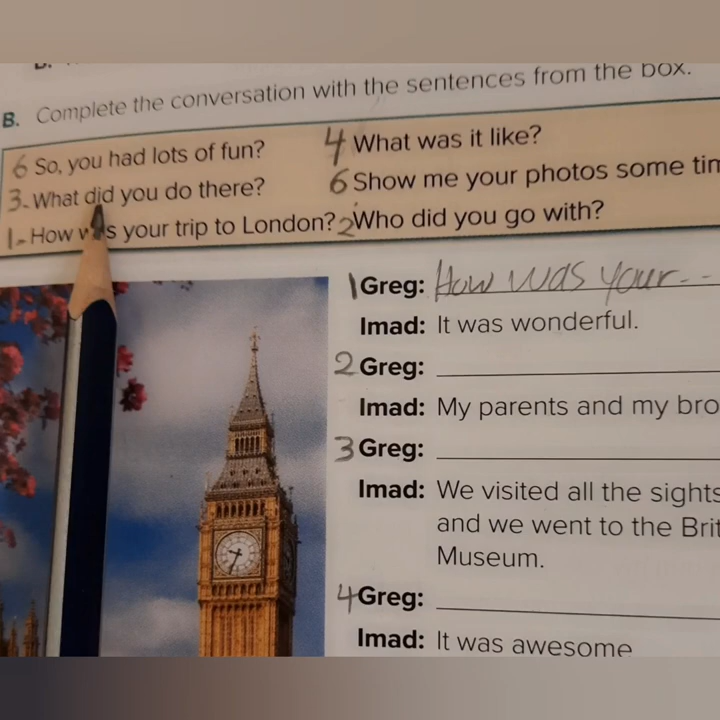 B. Complete the conversation with the sentences from the box.
6 So, you had lots of fun? 4 What was it like?
3- What did you do there? 6 Show me your photos some
1- How was your trip to London? 2 Who did you go with?
1 Greg: How was your --
Imad: It was wonderful.
2 Greg:
Imad: My parents and my
3 Greg:
Imad: We visited all the sights
and we went to the
Museum.
4 Greg:
Imad: It was awesome